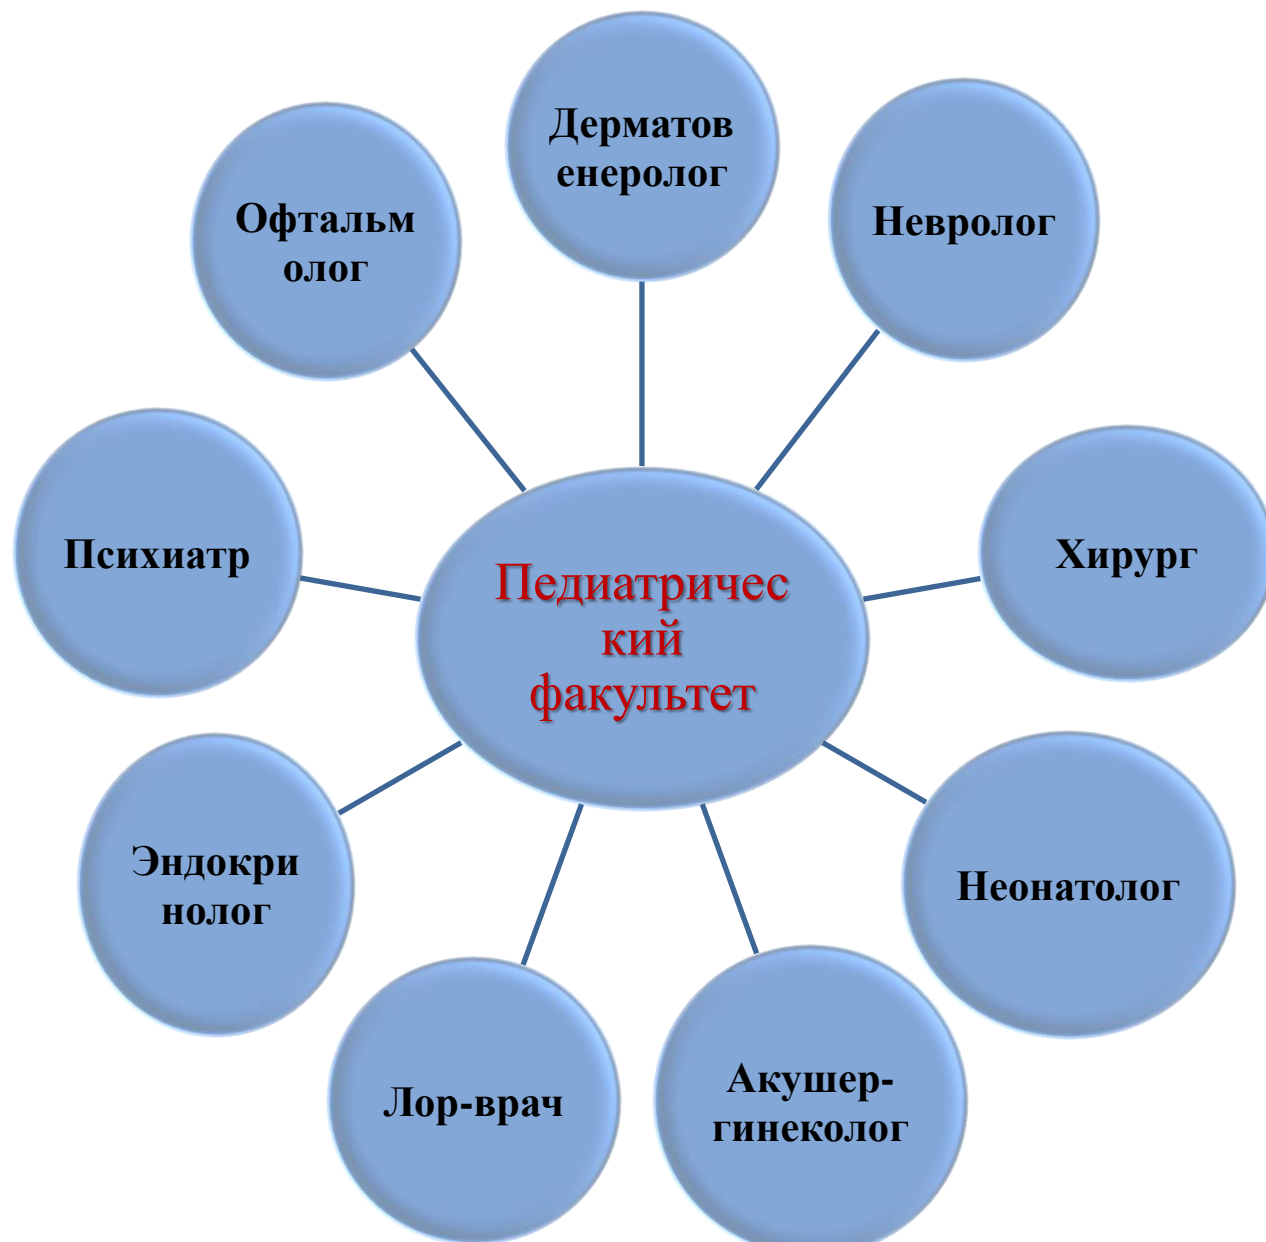 Дерматов
енеролог
Невролог
Офтальм
олог
Психиатр
Хирург
Педиатричес
кий
факультет
Эндокри
нолог
Неонатолог
Лор-врач
Акушер-
гинеколог